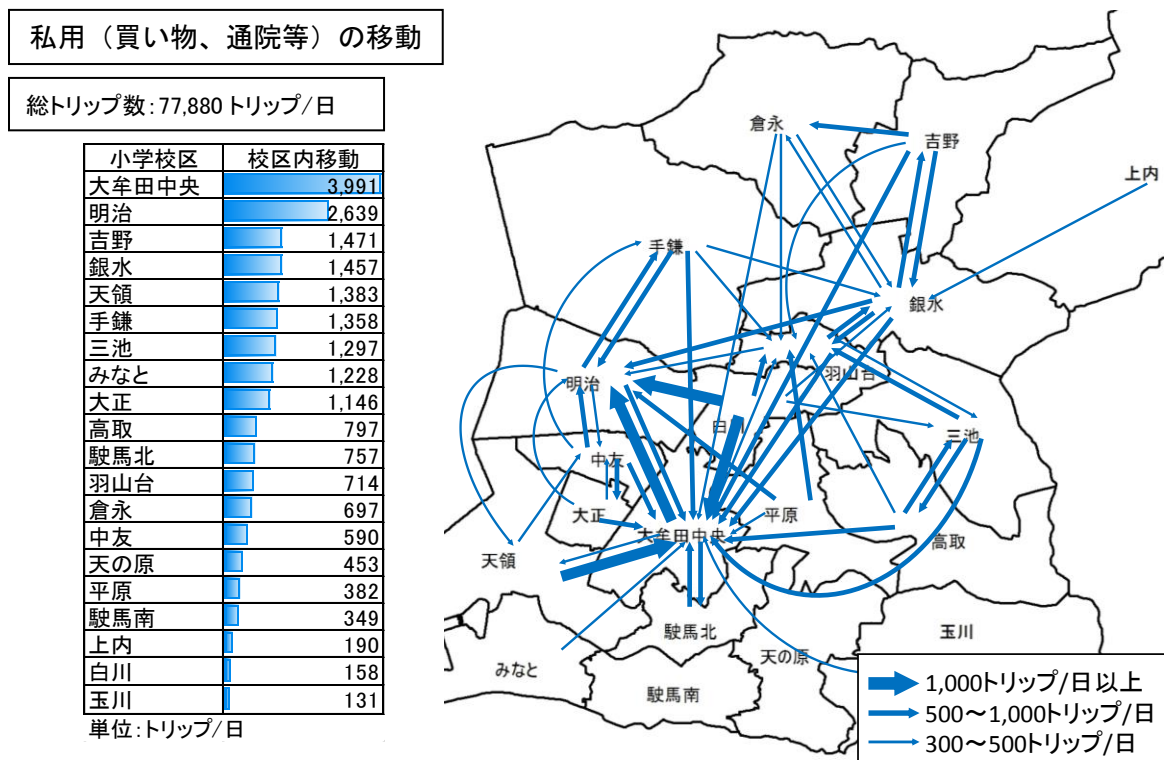 私用（買い物、通院等）の移動
総トリップ数：77,880 トリップ/日
小学校区 校区内移動
大牟田中央 3,991
明治 2,639
吉野 1,471
銀水 1,457
天領 1,383
手鎌 1,358
三池 1,297
みなと 1,228
大正 1,146
高取 797
駛馬北 757
羽山台 714
倉永 697
中友 590
天の原 453
平原 382
駛馬南 349
上内 190
白川 158
玉川 131
単位：トリップ/日
倉永
吉野
上内
手鎌
銀水
羽山台
明治
白川
三池
中友
大正
平原
大牟田中央
高取
天領
駛馬北
玉川
天の原
みなと
駛馬南
1,000トリップ/日以上
500～1,000トリップ/日
300～500トリップ/日